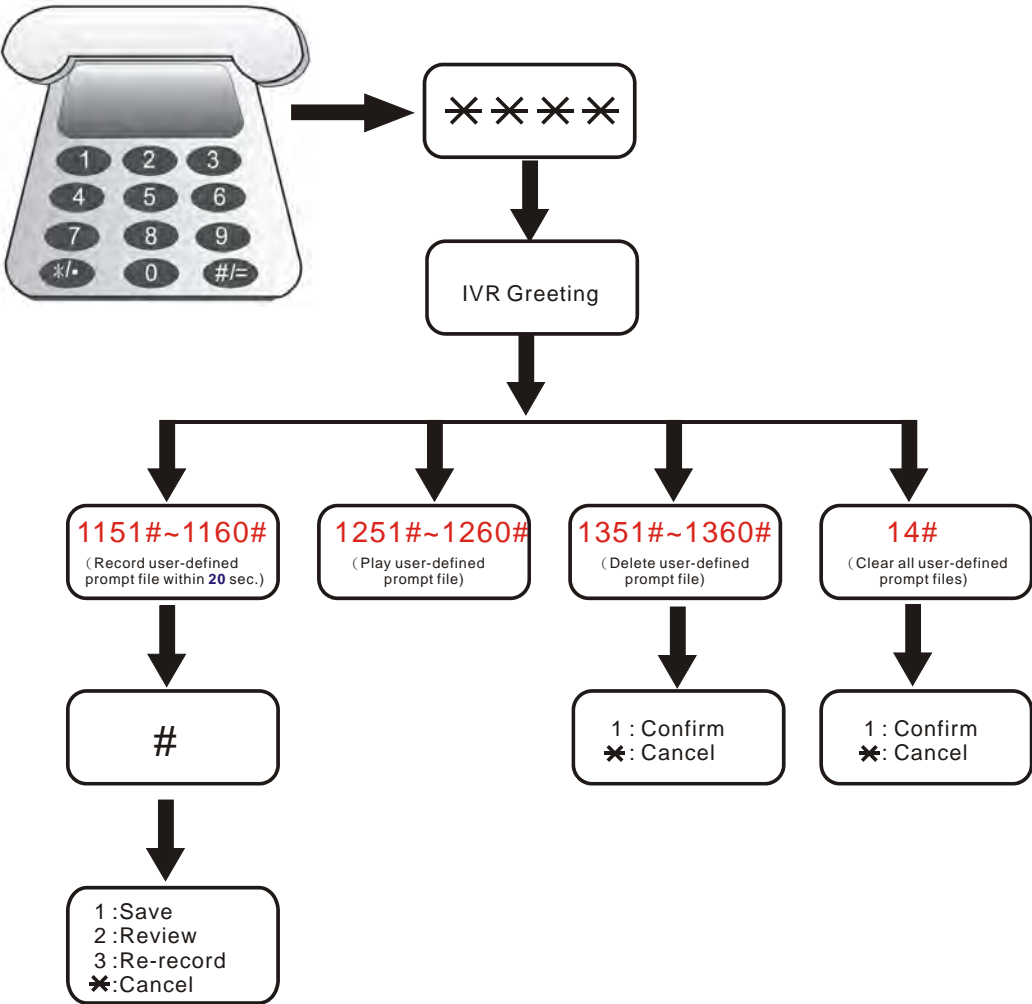 1 2 3
4 5 6
7 8 9
*/• 0 #/=
****
IVR Greeting
1151#~1160#
(Record user-defined
prompt file within 20 sec.)
1251#~1260#
(Play user-defined
prompt file)
1351#~1360#
(Delete user-defined
prompt file)
14#
(Clear all user-defined
prompt files)
#
1 : Confirm
*: Cancel
1 : Confirm
*: Cancel
1 :Save
2 :Review
3 :Re-record
*:Cancel